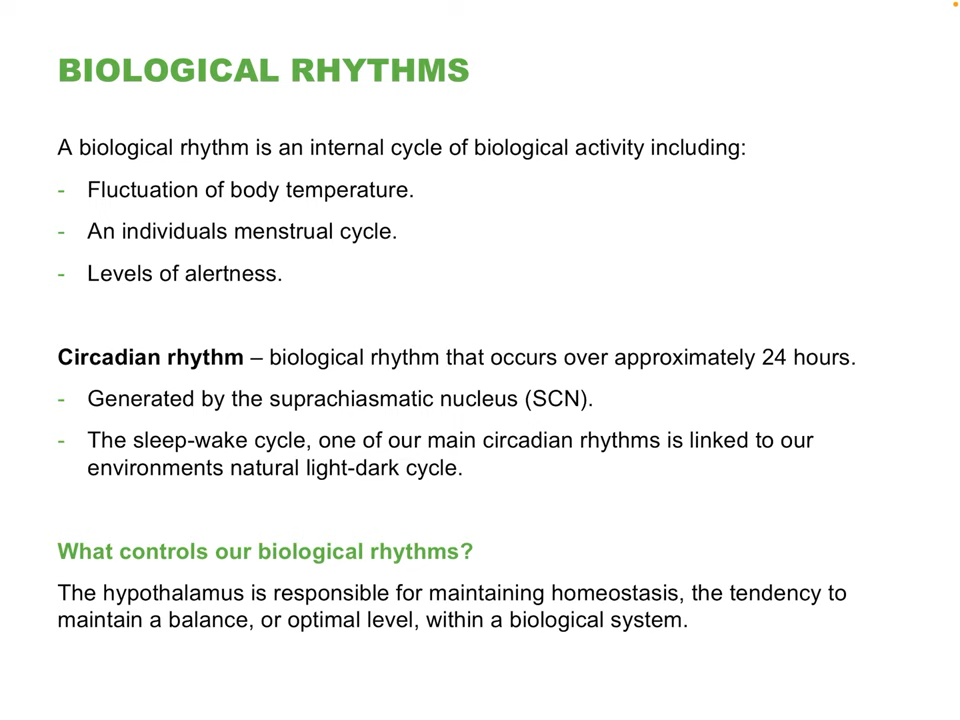 BIOLOGICAL RHYTHMS
A biological rhythm is an internal cycle of biological activity including:
- Fluctuation of body temperature.
- An individuals menstrual cycle.
- Levels of alertness.
Circadian rhythm – biological rhythm that occurs over approximately 24 hours.
- Generated by the suprachiasmatic nucleus (SCN).
- The sleep-wake cycle, one of our main circadian rhythms is linked to our
environments natural light-dark cycle.
What controls our biological rhythms?
The hypothalamus is responsible for maintaining homeostasis, the tendency to
maintain a balance, or optimal level, within a biological system.